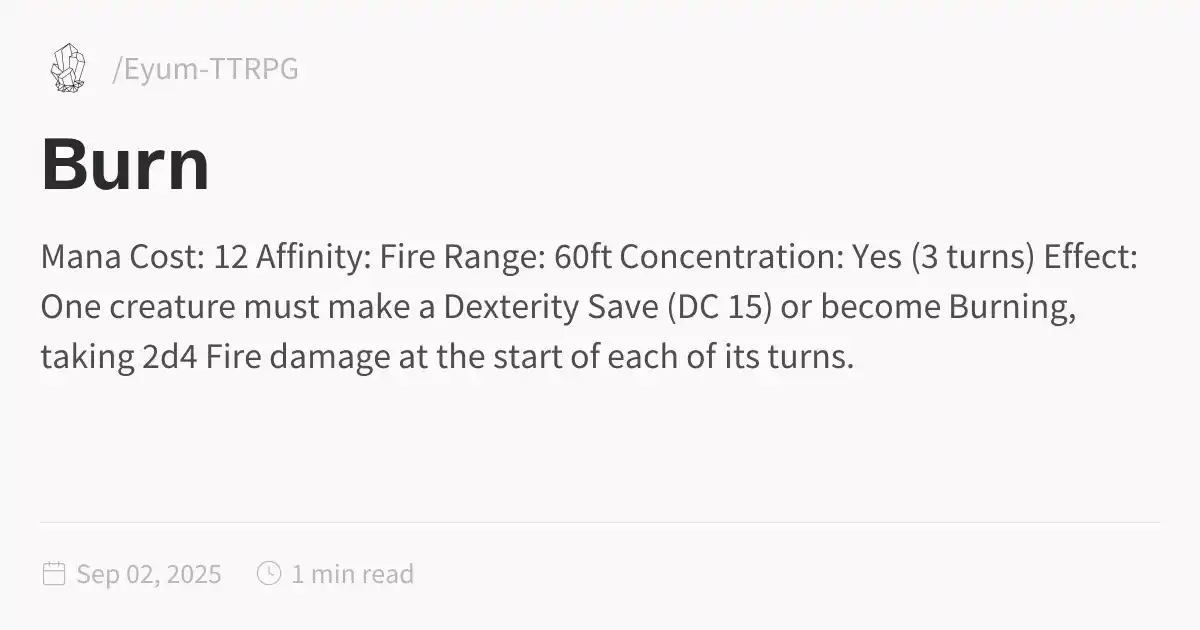 /Eyum-TTRPG
Burn
Mana Cost: 12 Affinity: Fire Range: 60ft Concentration: Yes (3 turns) Effect:
One creature must make a Dexterity Save (DC 15) or become Burning,
taking 2d4 Fire damage at the start of each of its turns.
Sep 02, 2025 1 min read